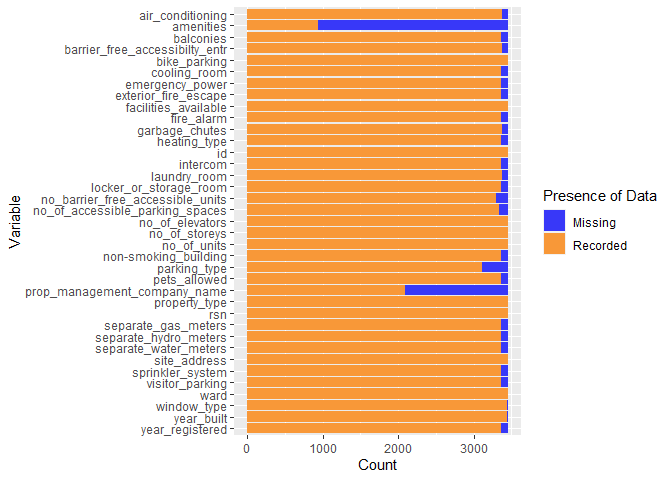 air_conditioning
amenities
balconies
barrier_free_accessibilty_entr
bike_parking
cooling_room
emergency_power
exterior_fire_escape
facilities_available
fire_alarm
garbage_chutes
heating_type
id
intercom
laundry_room
locker_or_storage_room
no_barrier_free_accessible_units
no_of_accessible_parking_spaces
no_of_elevators
no_of_storeys
no_of_units
non-smoking_building
parking_type
pets_allowed
prop_management_company_name
property_type
rsn
separate_gas_meters
separate_hydro_meters
separate_water_meters
site_address
sprinkler_system
visitor_parking
ward
window_type
year_built
year_registered
Variable
0 1000 2000 3000
Count
Presence of Data
Missing
Recorded